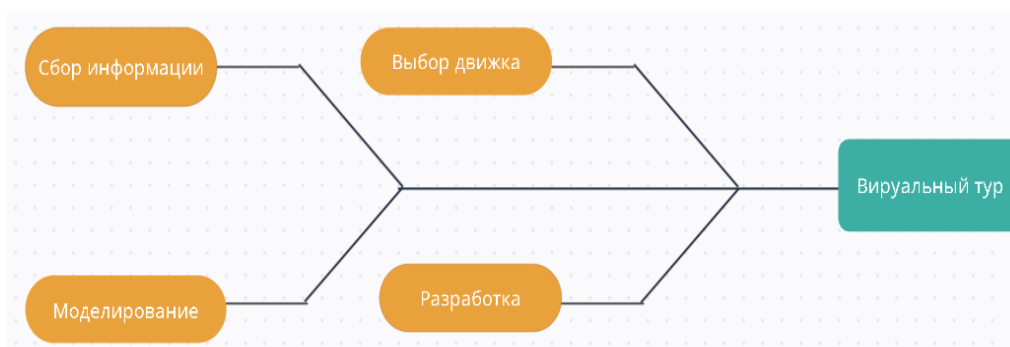 Сбор информации
Выбор движка
Вируальный тур
Моделирование
Разработка